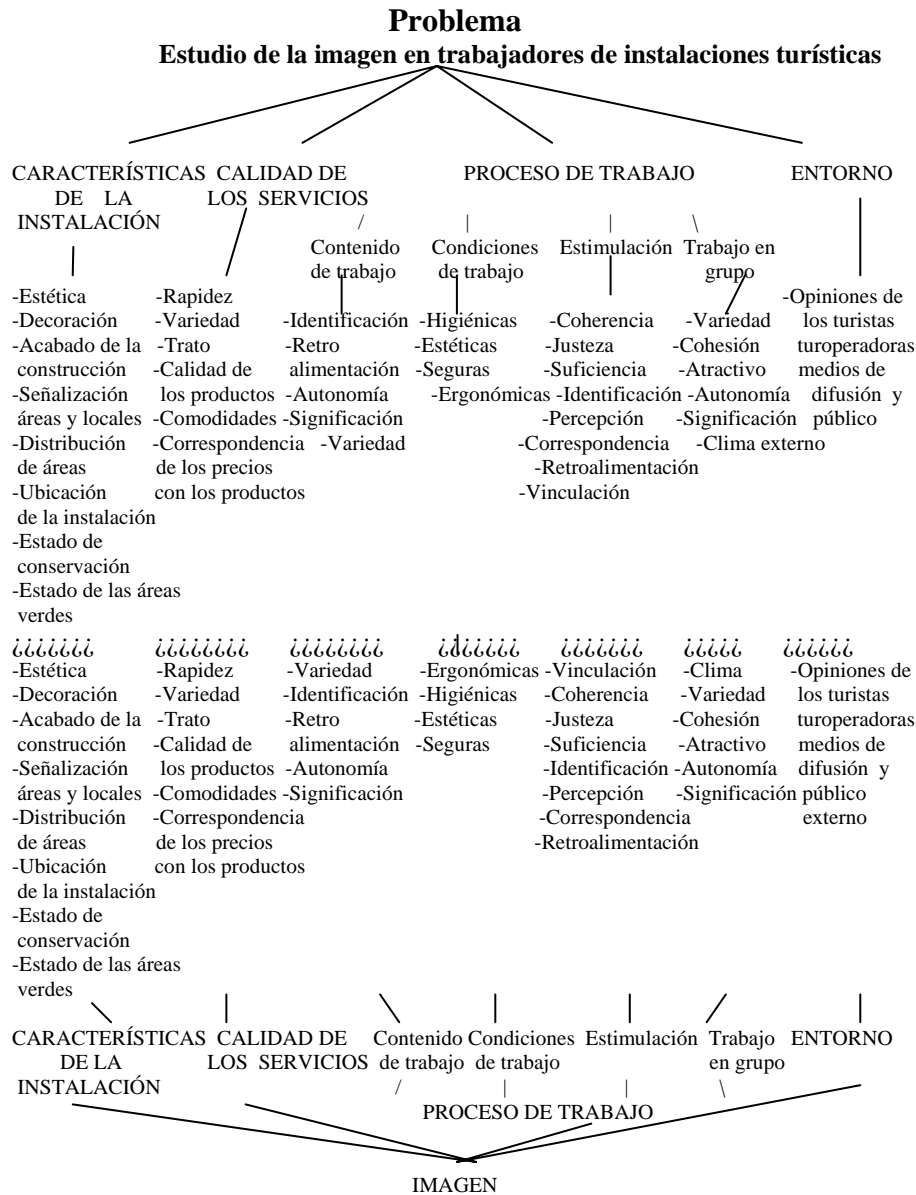 Problema
Estudio de la imagen en trabajadores de instalaciones turísticas
CARACTERÍSTICAS CALIDAD DE PROCESO DE TRABAJO ENTORNO
DE LA LOS SERVICIOS
INSTALACIÓN / | | \
Contenido Condiciones Estimulación Trabajo en
de trabajo de trabajo grupo
-Estética -Rapidez -Opiniones de
-Decoración -Variedad -Identificación -Higiénicas -Coherencia -Variedad los turistas
-Acabado de la -Trato -Retro -Estéticas -Justeza -Cohesión turoperadoras
construcción -Calidad de alimentación -Seguras -Suficiencia -Atractivo medios de
-Señalización los productos -Autonomía -Ergonómicas -Identificación -Autonomía difusión y
áreas y locales -Comodidades -Significación -Percepción -Significación público
-Distribución -Correspondencia -Variedad -Correspondencia -Clima externo
de áreas de los precios -Retroalimentación
-Ubicación con los productos -Vinculación
de la instalación
-Estado de
conservación
-Estado de las áreas
verdes
¿¿¿¿¿¿¿ ¿¿¿¿¿¿¿¿ ¿¿¿¿¿¿¿¿ ¿¿¿¿¿¿¿ ¿¿¿¿¿¿¿ ¿¿¿¿¿ ¿¿¿¿¿¿
-Estética -Rapidez -Variedad -Ergonómicas -Vinculación -Clima -Opiniones de
-Decoración -Variedad -Identificación -Higiénicas -Coherencia -Variedad los turistas
-Acabado de la -Trato -Retro -Estéticas -Justeza -Cohesión turoperadoras
construcción -Calidad de alimentación -Seguras -Suficiencia -Atractivo medios de
-Señalización los productos -Autonomía -Identificación -Autonomía difusión y
áreas y locales -Comodidades -Significación -Percepción -Significación público
-Distribución -Correspondencia -Correspondencia externo
de áreas de los precios -Retroalimentación
-Ubicación con los productos
de la instalación
-Estado de
conservación
-Estado de las áreas
verdes
CARACTERÍSTICAS CALIDAD DE Contenido Condiciones Estimulación Trabajo ENTORNO
DE LA LOS SERVICIOS de trabajo de trabajo en grupo
INSTALACIÓN / | | \
PROCESO DE TRABAJO
IMAGEN